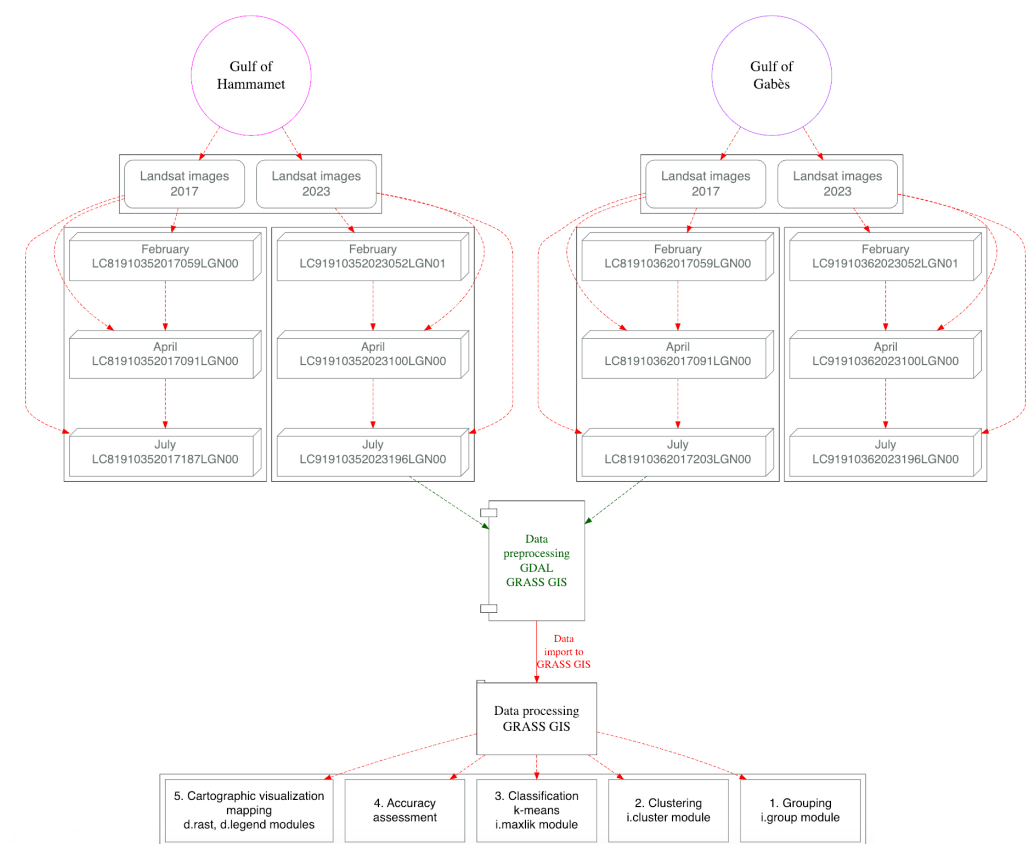 Gulf of
Hammamet
Gulf of
Gabès
Landsat images
2017
Landsat images
2023
Landsat images
2017
Landsat images
2023
February
LC81910352017059LGN00
February
LC91910352023052LGN01
February
LC81910362017059LGN00
February
LC91910362023052LGN01
April
LC81910352017091LGN00
April
LC91910352023100LGN00
April
LC81910362017091LGN00
April
LC91910362023100LGN00
July
LC81910352017187LGN00
July
LC91910352023196LGN00
July
LC81910362017203LGN00
July
LC91910362023196LGN00
Data
preprocessing
GDAL
GRASS GIS
Data
import to
GRASS GIS
Data processing
GRASS GIS
5. Cartographic visualization
mapping
d.rast, d.legend modules
4. Accuracy
assessment
3. Classification
k-means
i.maxlik module
2. Clustering
i.cluster module
1. Grouping
i.group module